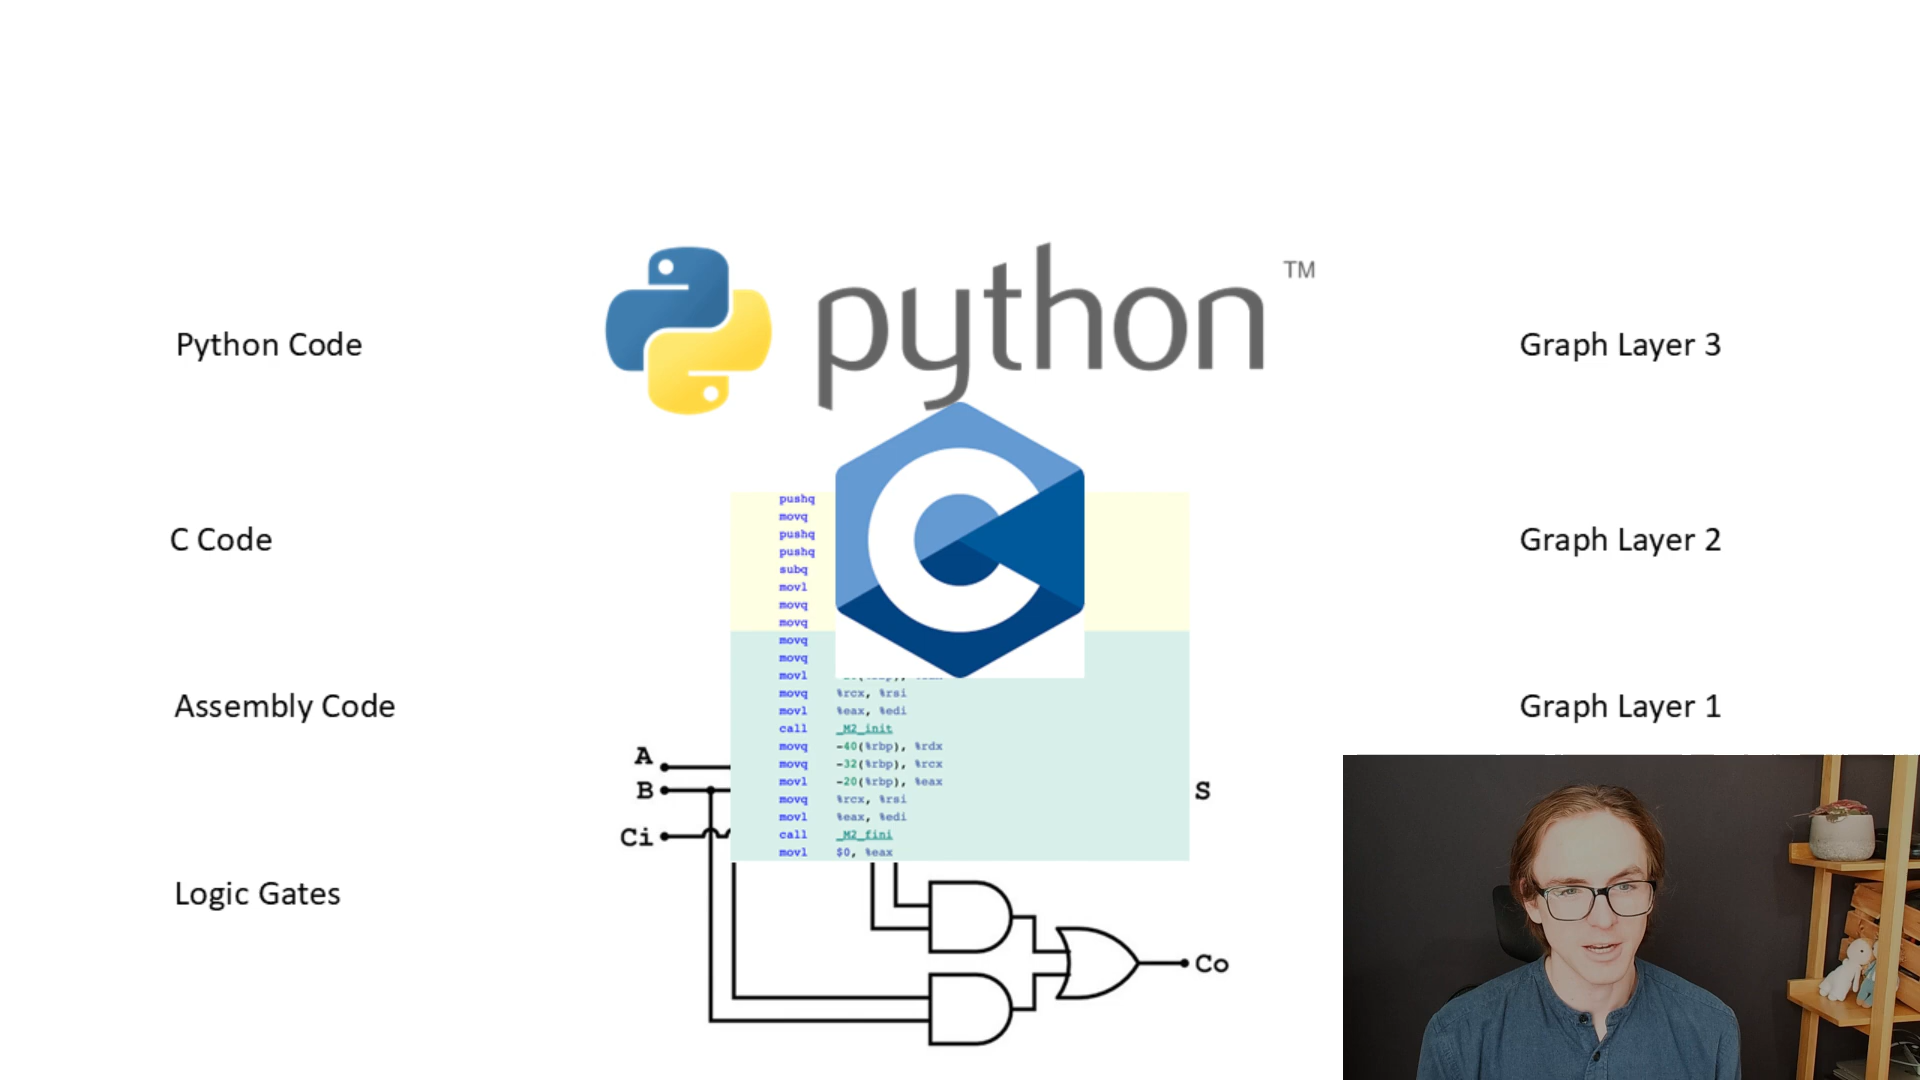 python
TM
Python Code
Graph Layer 3
C Code
Graph Layer 2
pushq
movq
pushq
pushq
subq
movl
movq
movq
movq
movq
movl
movq %rcx, %rsi
movl %eax, %edi
call _M2_init
movq -40(%rbp), %rdx
movq -32(%rbp), %rcx
movl -20(%rbp), %eax
movq %rcx, %rsi
movl %eax, %edi
call _M2_fini
movl $0, %eax
Assembly Code
Graph Layer 1
A
B
Ci
S
Logic Gates
Co